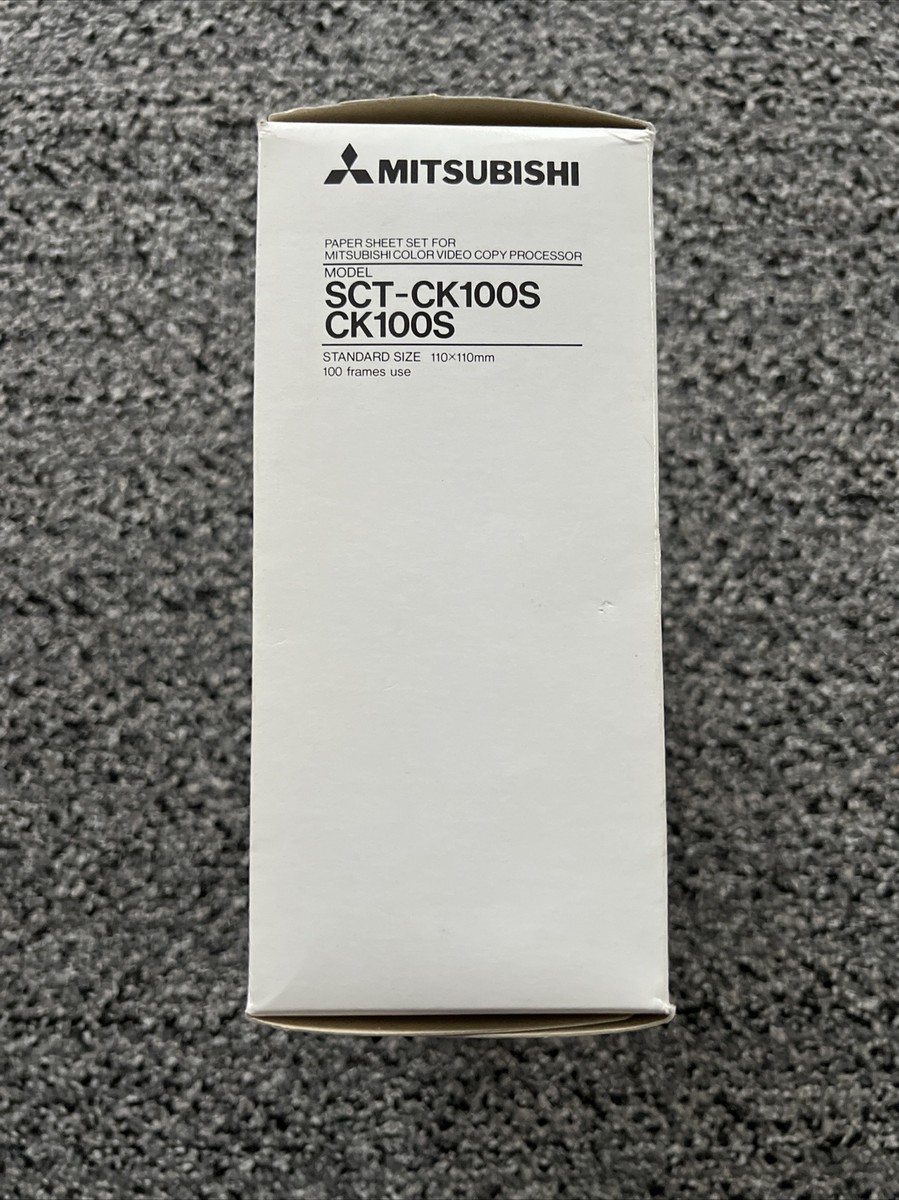 MITSUBISHI
PAPER SHEET SET FOR
MITSUBISHI COLOR VIDEO COPY PROCESSOR
MODEL
SCT-CK100S
CK100S
STANDARD SIZE 110×110mm
100 frames use